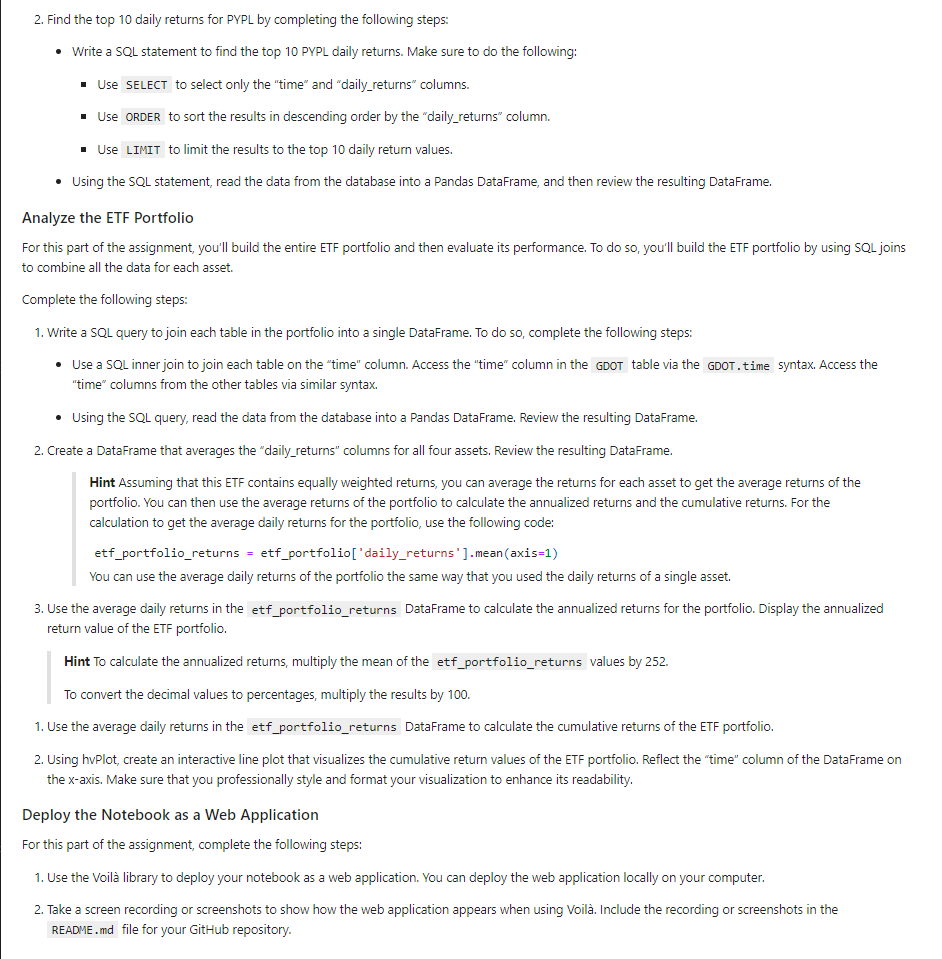 2. Find the top 10 daily returns for PYPL by completing the following steps:
• Write a SQL statement to find the top 10 PYPL daily returns. Make sure to do the following:
▪ Use SELECT to select only the “time” and “daily_returns” columns.
▪ Use ORDER to sort the results in descending order by the “daily_returns” column.
▪ Use LIMIT to limit the results to the top 10 daily return values.
• Using the SQL statement, read the data from the database into a Pandas DataFrame, and then review the resulting DataFrame.
Analyze the ETF Portfolio
For this part of the assignment, you’ll build the entire ETF portfolio and then evaluate its performance. To do so, you’ll build the ETF portfolio by using SQL joins
to combine all the data for each asset.
Complete the following steps:
1. Write a SQL query to join each table in the portfolio into a single DataFrame. To do so, complete the following steps:
• Use a SQL inner join to join each table on the “time” column. Access the “time” column in the GDOT table via the GDOT.time syntax. Access the
“time” columns from the other tables via similar syntax.
• Using the SQL query, read the data from the database into a Pandas DataFrame. Review the resulting DataFrame.
2. Create a DataFrame that averages the “daily_returns” columns for all four assets. Review the resulting DataFrame.
Hint Assuming that this ETF contains equally weighted returns, you can average the returns for each asset to get the average returns of the
portfolio. You can then use the average returns of the portfolio to calculate the annualized returns and the cumulative returns. For the
calculation to get the average daily returns for the portfolio, use the following code:
etf_portfolio_returns = etf_portfolio['daily_returns'].mean(axis=1)
You can use the average daily returns of the portfolio the same way that you used the daily returns of a single asset.
3. Use the average daily returns in the etf_portfolio_returns DataFrame to calculate the annualized returns for the portfolio. Display the annualized
return value of the ETF portfolio.
Hint To calculate the annualized returns, multiply the mean of the etf_portfolio_returns values by 252.
To convert the decimal values to percentages, multiply the results by 100.
1. Use the average daily returns in the etf_portfolio_returns DataFrame to calculate the cumulative returns of the ETF portfolio.
2. Using hvPlot, create an interactive line plot that visualizes the cumulative return values of the ETF portfolio. Reflect the “time” column of the DataFrame on
the x-axis. Make sure that you professionally style and format your visualization to enhance its readability.
Deploy the Notebook as a Web Application
For this part of the assignment, complete the following steps:
1. Use the Voilà library to deploy your notebook as a web application. You can deploy the web application locally on your computer.
2. Take a screen recording or screenshots to show how the web application appears when using Voilà. Include the recording or screenshots in the
README.md file for your GitHub repository.